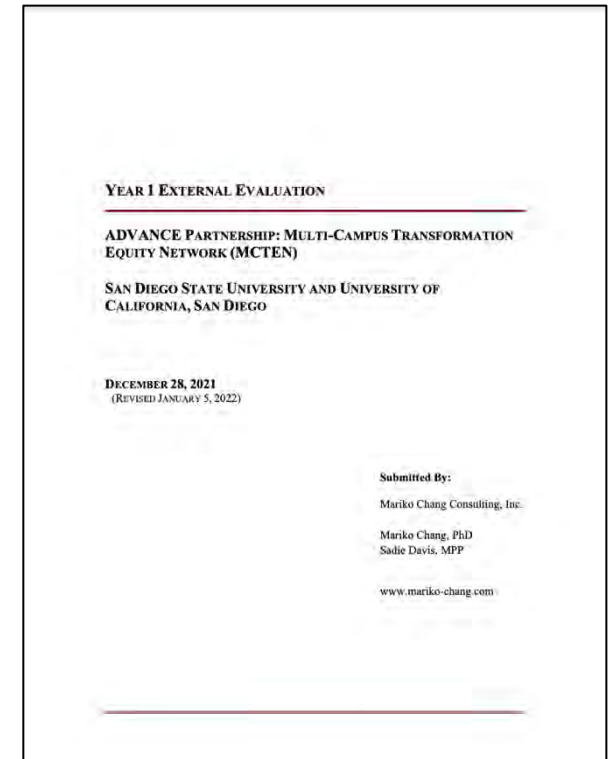 YEAR 1 EXTERNAL EVALUATION
ADVANCE PARTNERSHIP: MULTI-CAMPUS TRANSFORMATION
EQUITY NETWORK (MCTEN)
SAN DIEGO STATE UNIVERSITY AND UNIVERSITY OF
CALIFORNIA, SAN DIEGO
DECEMBER 28, 2021
(REVISED JANUARY 5, 2022)
Submitted By:
Mariko Chang Consulting, Inc.
Mariko Chang, PhD
Sadie Davis, MPP
www.mariko-chang.com